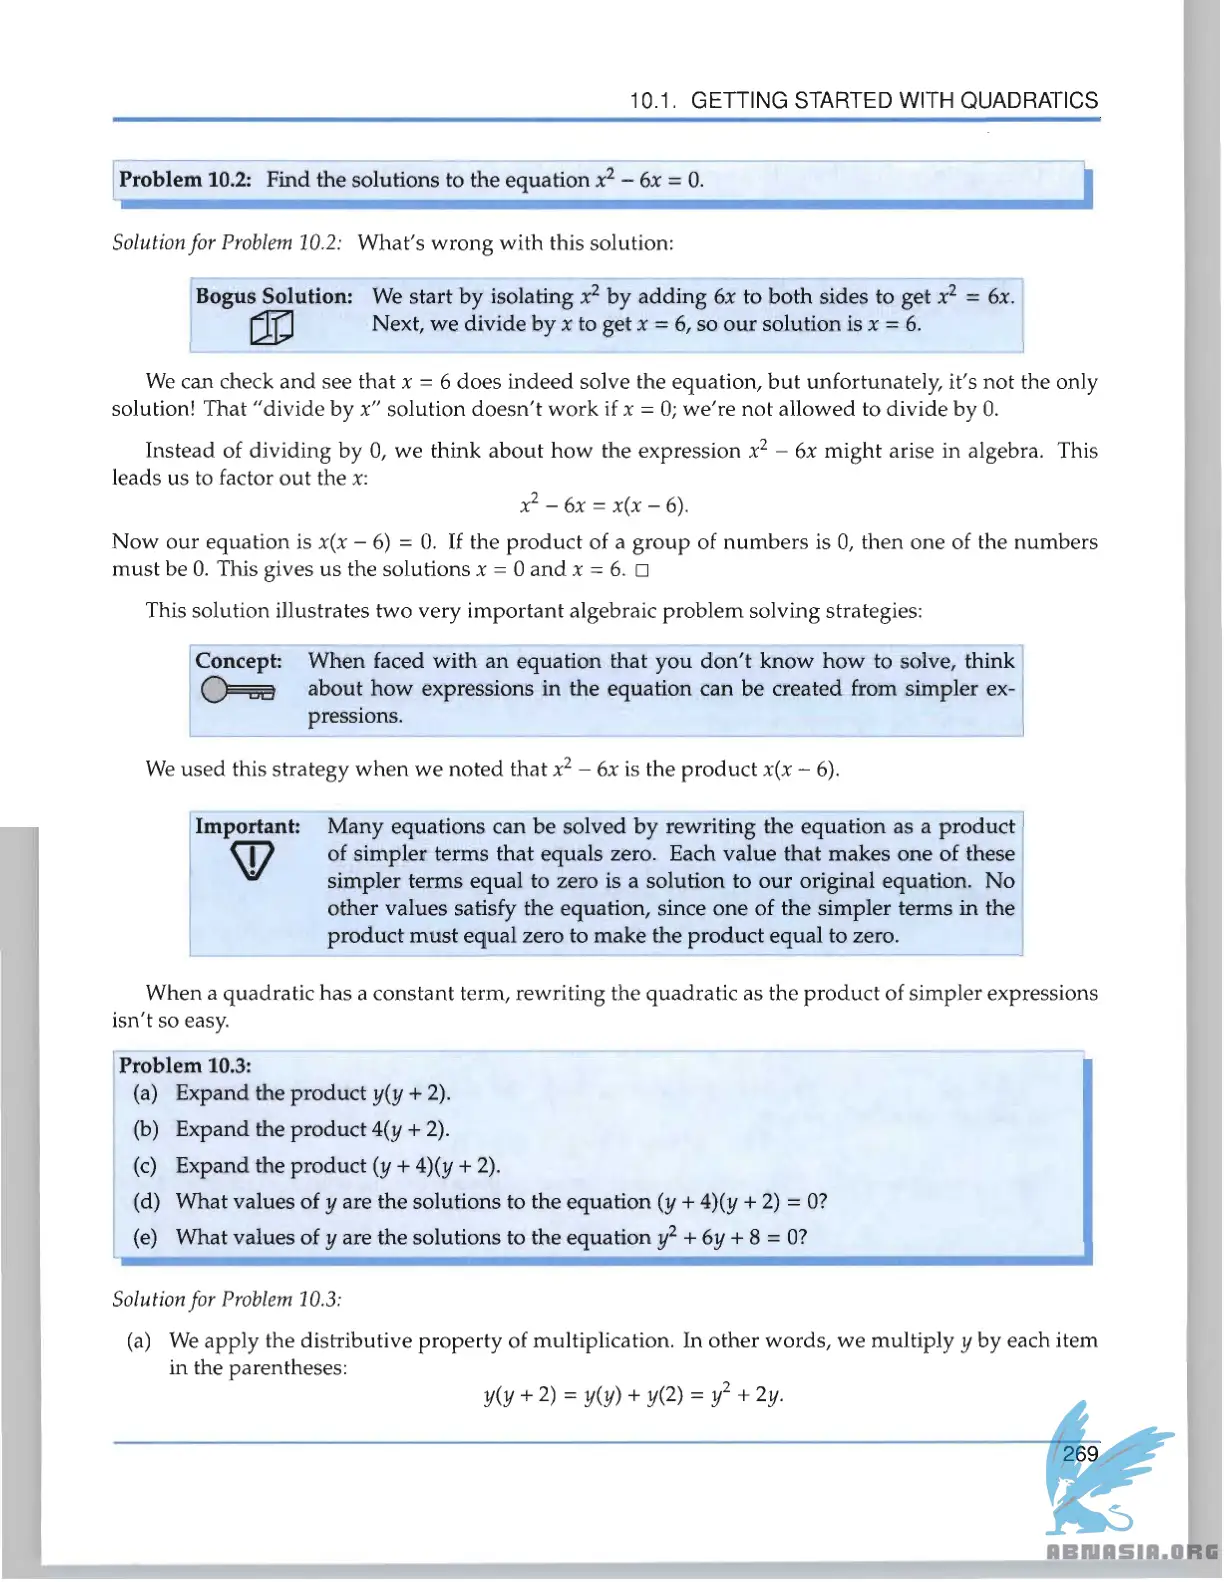 10.1. GETTING STARTED WITH QUADRATICS
Problem 10.2: Find the solutions to the equation x² − 6x = 0.
Solution for Problem 10.2: What's wrong with this solution:
Bogus Solution: We start by isolating x² by adding 6x to both sides to get x² = 6x.
Next, we divide by x to get x = 6, so our solution is x = 6.
We can check and see that x = 6 does indeed solve the equation, but unfortunately, it's not the only
solution! That "divide by x" solution doesn't work if x = 0; we're not allowed to divide by 0.
Instead of dividing by 0, we think about how the expression x² − 6x might arise in algebra. This
leads us to factor out the x:
x² − 6x = x(x − 6).
Now our equation is x(x − 6) = 0. If the product of a group of numbers is 0, then one of the numbers
must be 0. This gives us the solutions x = 0 and x = 6. □
This solution illustrates two very important algebraic problem solving strategies:
Concept: When faced with an equation that you don't know how to solve, think
about how expressions in the equation can be created from simpler ex-
pressions.
We used this strategy when we noted that x² − 6x is the product x(x − 6).
Important: Many equations can be solved by rewriting the equation as a product
of simpler terms that equals zero. Each value that makes one of these
simpler terms equal to zero is a solution to our original equation. No
other values satisfy the equation, since one of the simpler terms in the
product must equal zero to make the product equal to zero.
When a quadratic has a constant term, rewriting the quadratic as the product of simpler expressions
isn't so easy.
Problem 10.3:
(a) Expand the product y(y + 2).
(b) Expand the product 4(y + 2).
(c) Expand the product (y + 4)(y + 2).
(d) What values of y are the solutions to the equation (y + 4)(y + 2) = 0?
(e) What values of y are the solutions to the equation y² + 6y + 8 = 0?
Solution for Problem 10.3:
(a) We apply the distributive property of multiplication. In other words, we multiply y by each item
in the parentheses:
y(y + 2) = y(y) + y(2) = y² + 2y.
269
ABNASIA.ORG